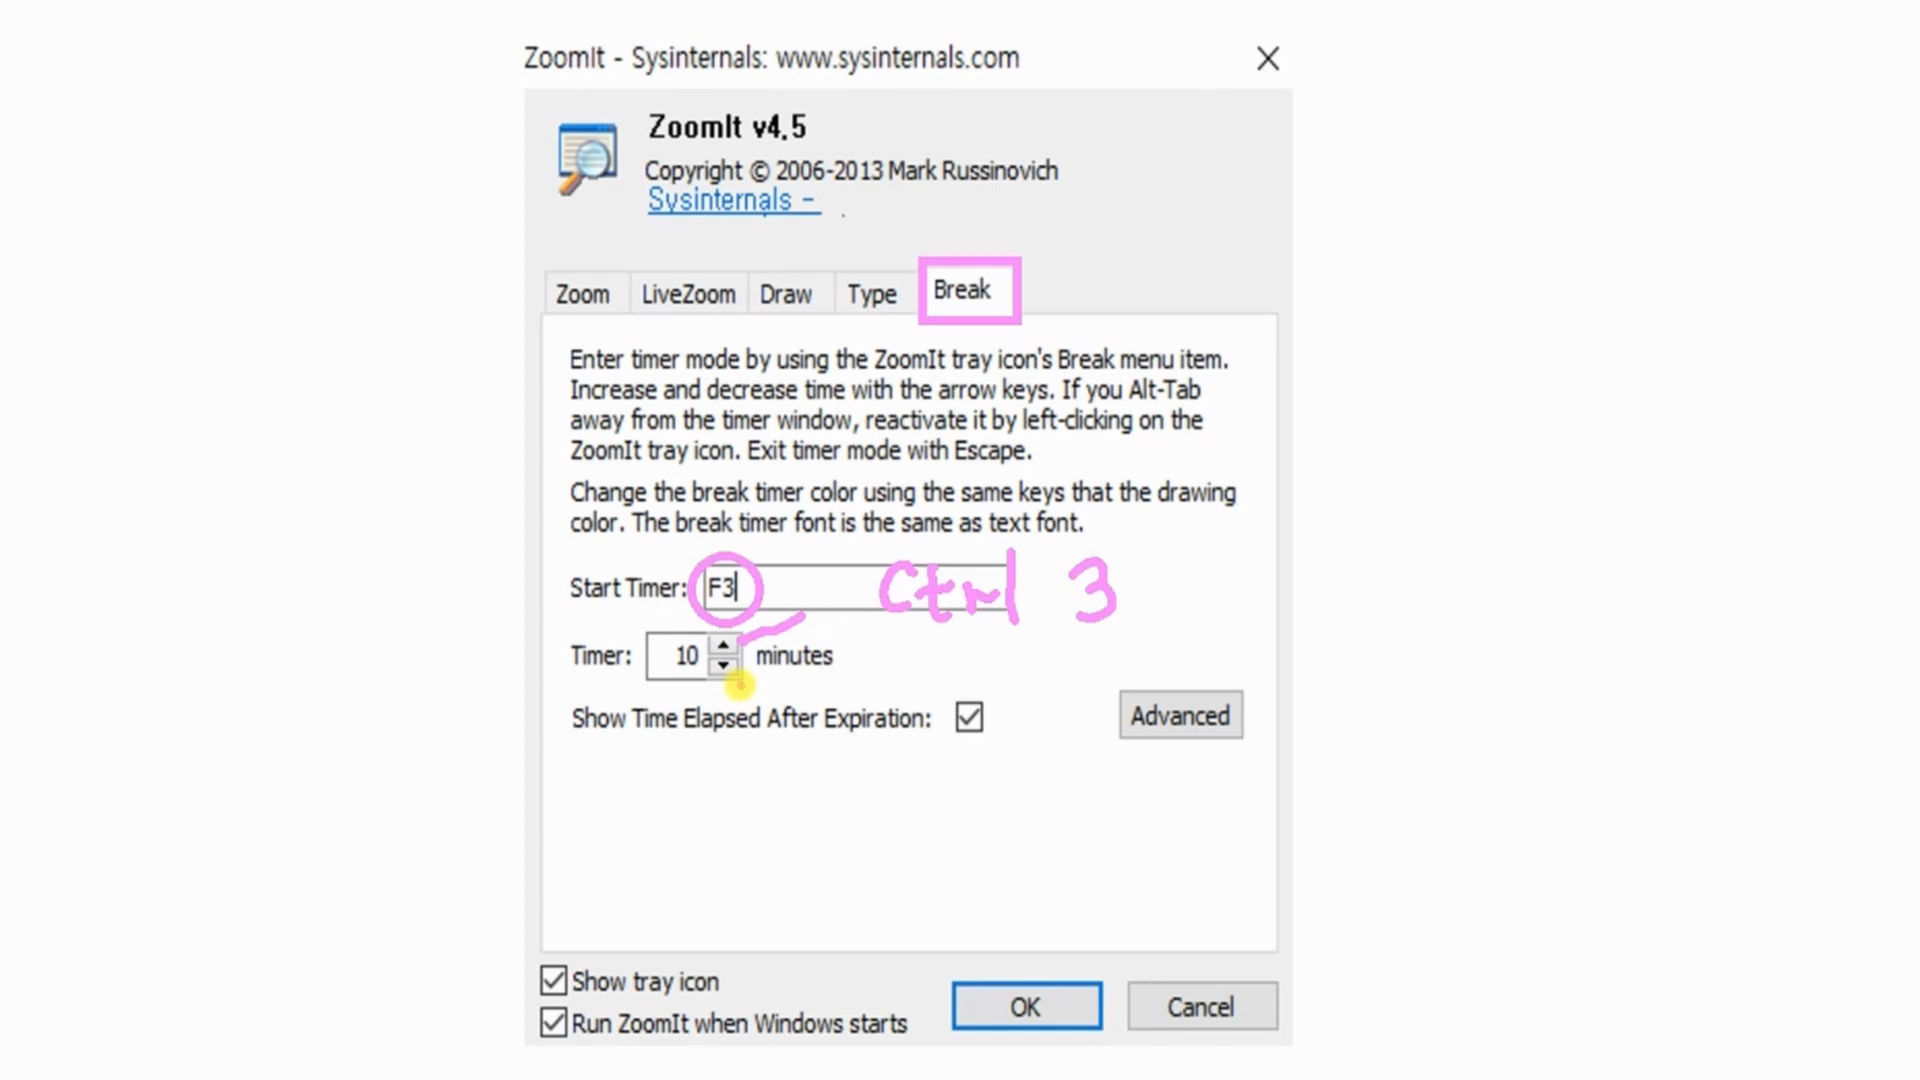 ZoomIt - Sysinternals: www.sysinternals.com
ZoomIt v4.5
Copyright © 2006-2013 Mark Russinovich
Sysinternals -
Zoom LiveZoom Draw Type Break
Enter timer mode by using the ZoomIt tray icon's Break menu item.
Increase and decrease time with the arrow keys. If you Alt-Tab
away from the timer window, reactivate it by left-clicking on the
ZoomIt tray icon. Exit timer mode with Escape.
Change the break timer color using the same keys that the drawing
color. The break timer font is the same as text font.
Start Timer: F3 Ctrl 3
Timer: 10 minutes
Show Time Elapsed After Expiration:
Advanced
Show tray icon
Run ZoomIt when Windows starts
OK Cancel